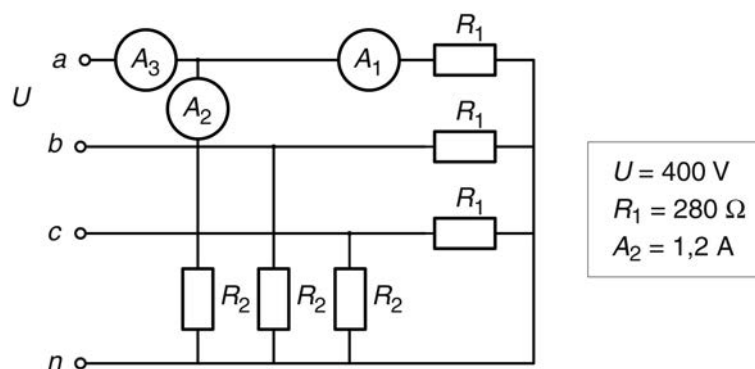 R1
a A3 A1
U A2
R1
b
U = 400 V
R1 = 280 Ω
R1
c
A2 = 1,2 A
R2 R2 R2
n